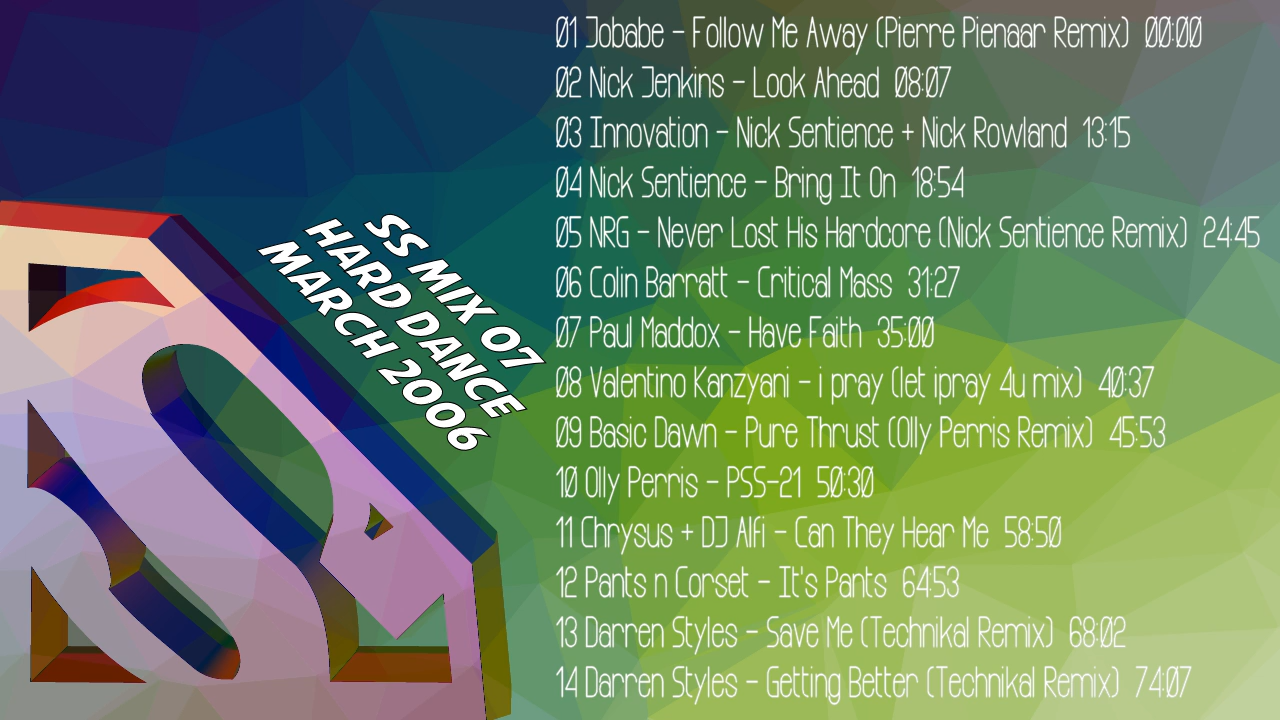 SS MIX 07
HARD DANCE
MARCH 2006
01 Jobabe - Follow Me Away (Pierre Pienaar Remix) 00:00
02 Nick Jenkins - Look Ahead 08:07
03 Innovation - Nick Sentience + Nick Rowland 13:15
04 Nick Sentience - Bring It On 18:54
05 NRG - Never Lost His Hardcore (Nick Sentience Remix) 24:45
06 Colin Barratt - Critical Mass 31:27
07 Paul Maddox - Have Faith 35:00
08 Valentino Kanzyani - i pray (let ipray 4u mix) 40:37
09 Basic Dawn - Pure Thrust (Olly Perris Remix) 45:53
10 Olly Perris - PSS-21 50:30
11 Chrysus + DJ Alfi - Can They Hear Me 58:50
12 Pants n Corset - It's Pants 64:53
13 Darren Styles - Save Me (Technikal Remix) 68:02
14 Darren Styles - Getting Better (Technikal Remix) 74:07